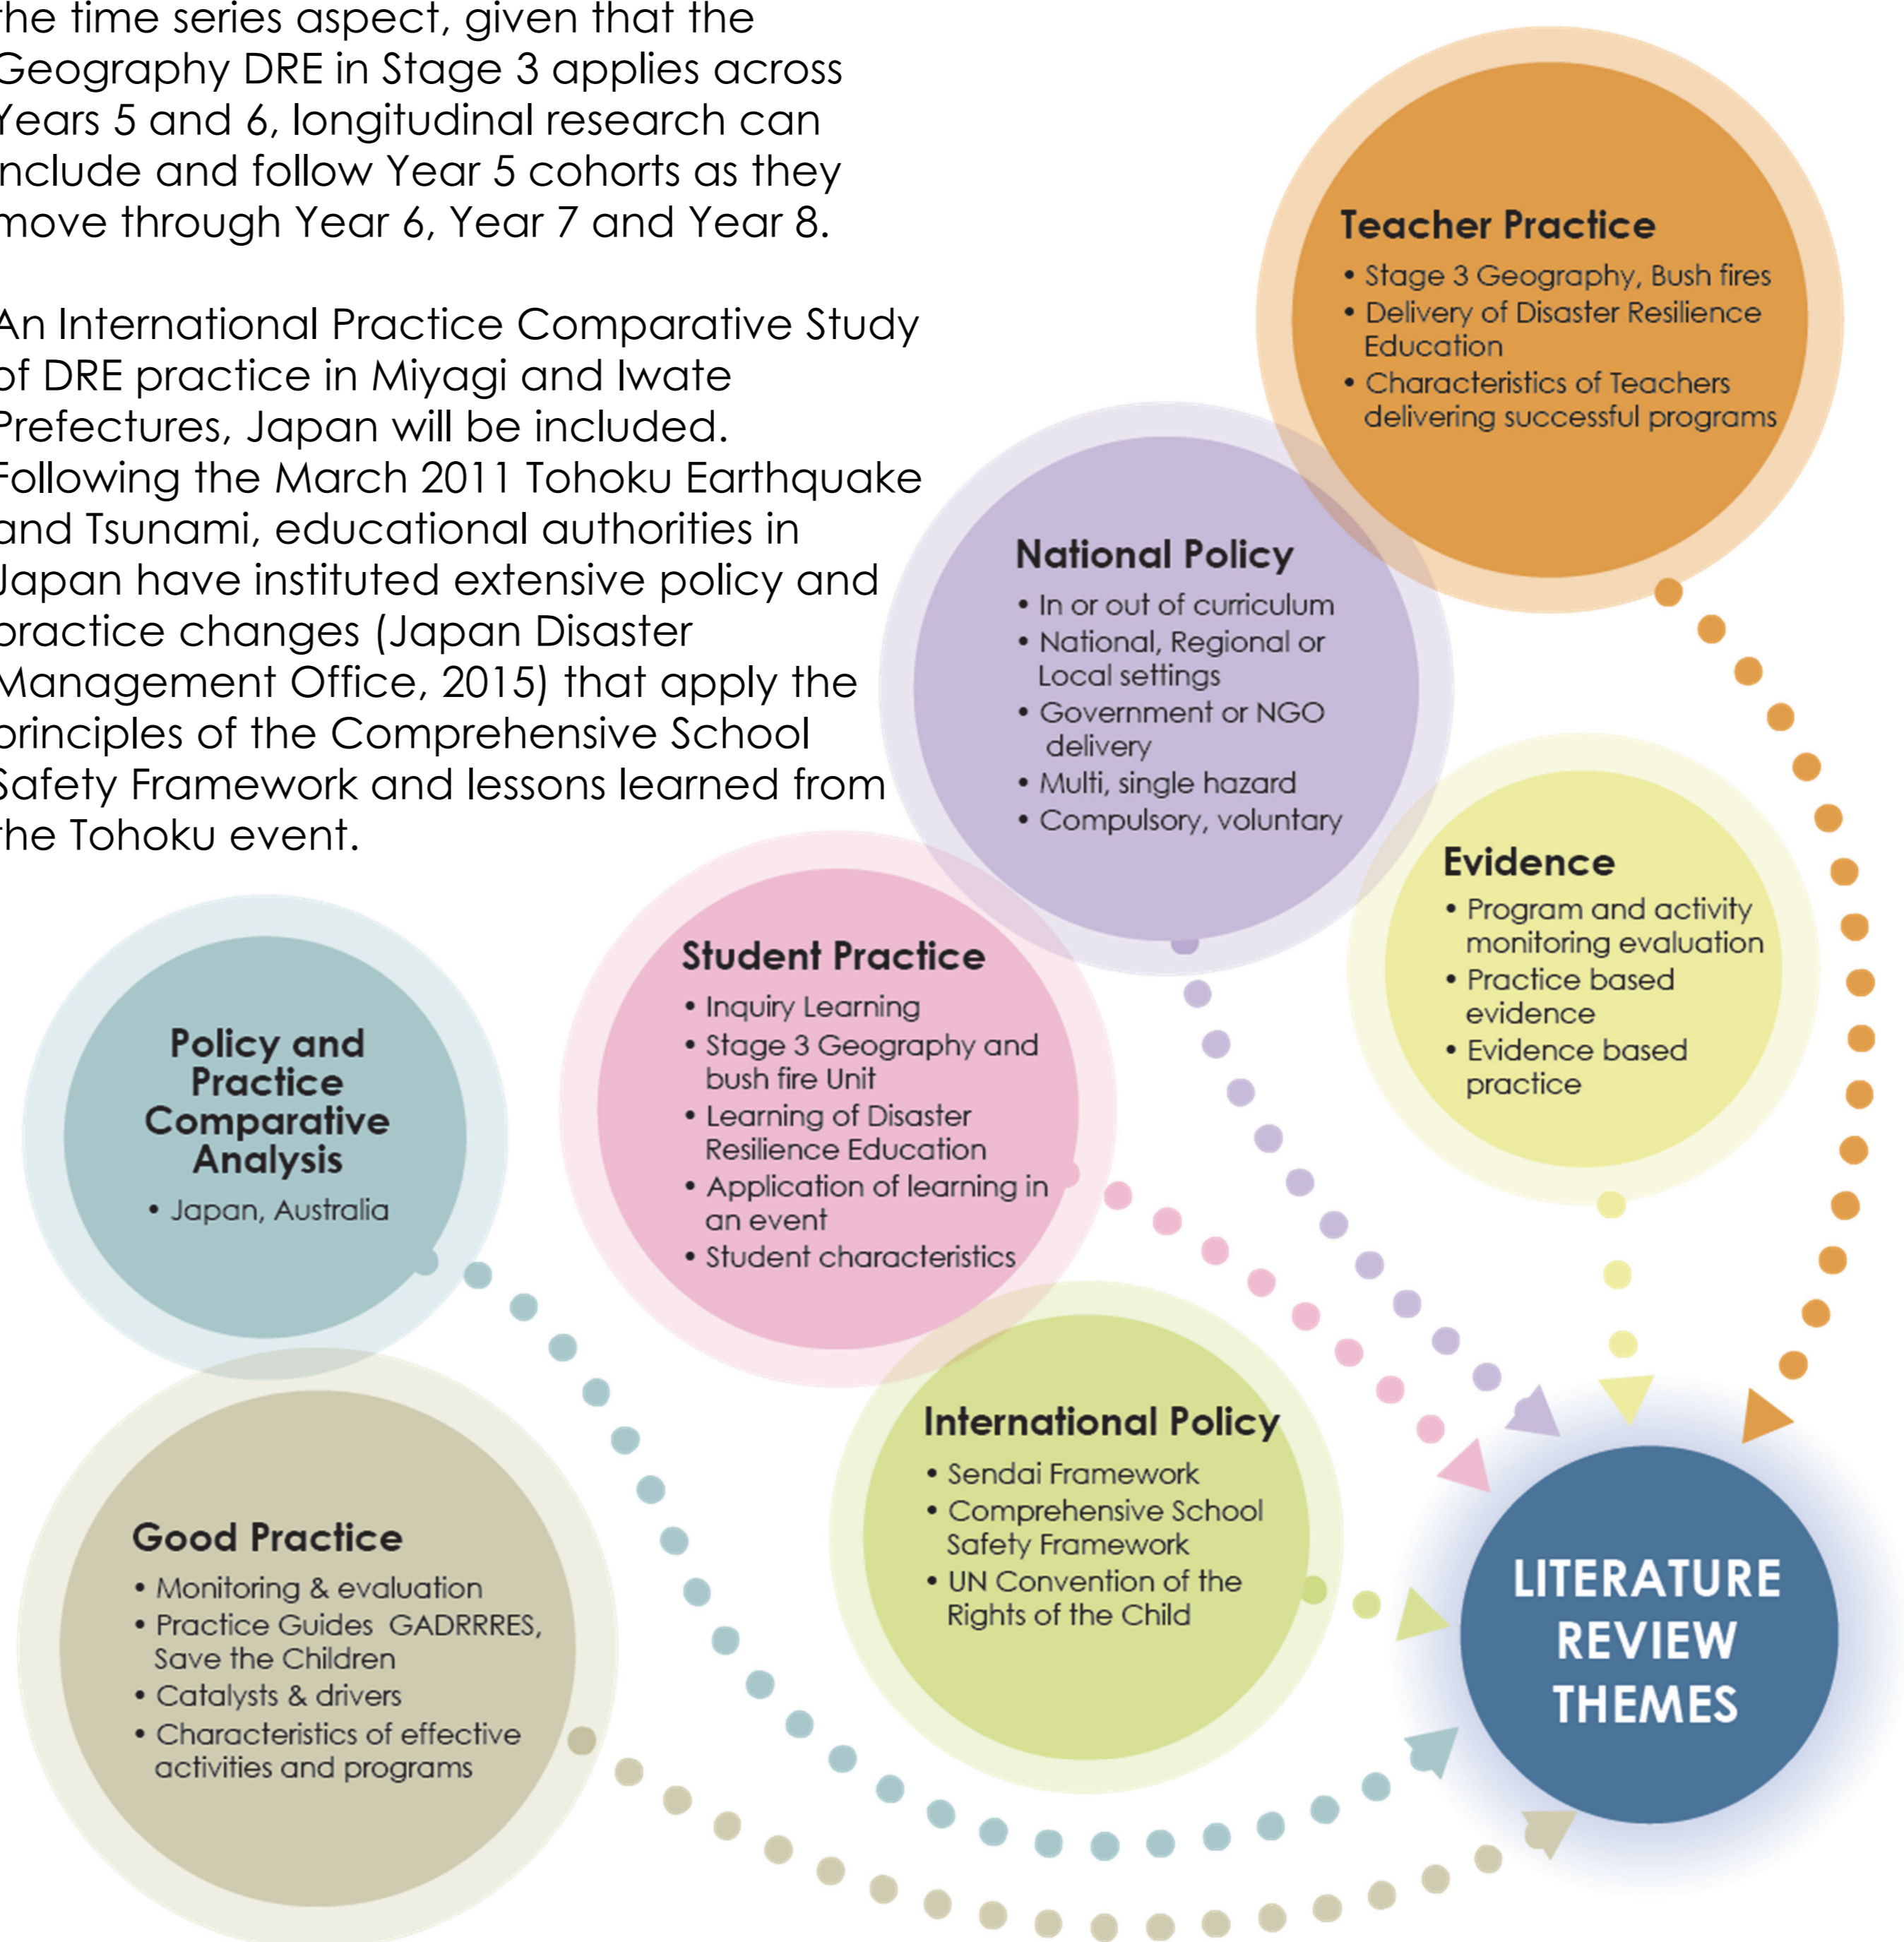 the time series aspect, given that the
Geography DRE in Stage 3 applies across
Years 5 and 6, longitudinal research can
include and follow Year 5 cohorts as they
move through Year 6, Year 7 and Year 8.
An International Practice Comparative Study
of DRE practice in Miyagi and Iwate
Prefectures, Japan will be included.
Following the March 2011 Tohoku Earthquake
and Tsunami, educational authorities in
Japan have instituted extensive policy and
practice changes (Japan Disaster
Management Office, 2015) that apply the
principles of the Comprehensive School
Safety Framework and lessons learned from
the Tohoku event.
Teacher Practice
• Stage 3 Geography, Bush fires
• Delivery of Disaster Resilience
Education
• Characteristics of Teachers
delivering successful programs
National Policy
• In or out of curriculum
• National, Regional or
Local settings
• Government or NGO
delivery
• Multi, single hazard
• Compulsory, voluntary
Evidence
• Program and activity
monitoring evaluation
• Practice based
evidence
• Evidence based
practice
Student Practice
• Inquiry Learning
• Stage 3 Geography and
bush fire Unit
• Learning of Disaster
Resilience Education
• Application of learning in
an event
• Student characteristics
Policy and
Practice
Comparative
Analysis
• Japan, Australia
International Policy
• Sendai Framework
• Comprehensive School
Safety Framework
• UN Convention of the
Rights of the Child
Good Practice
• Monitoring & evaluation
• Practice Guides GADRRRES,
Save the Children
• Catalysts & drivers
• Characteristics of effective
activities and programs
LITERATURE
REVIEW
THEMES